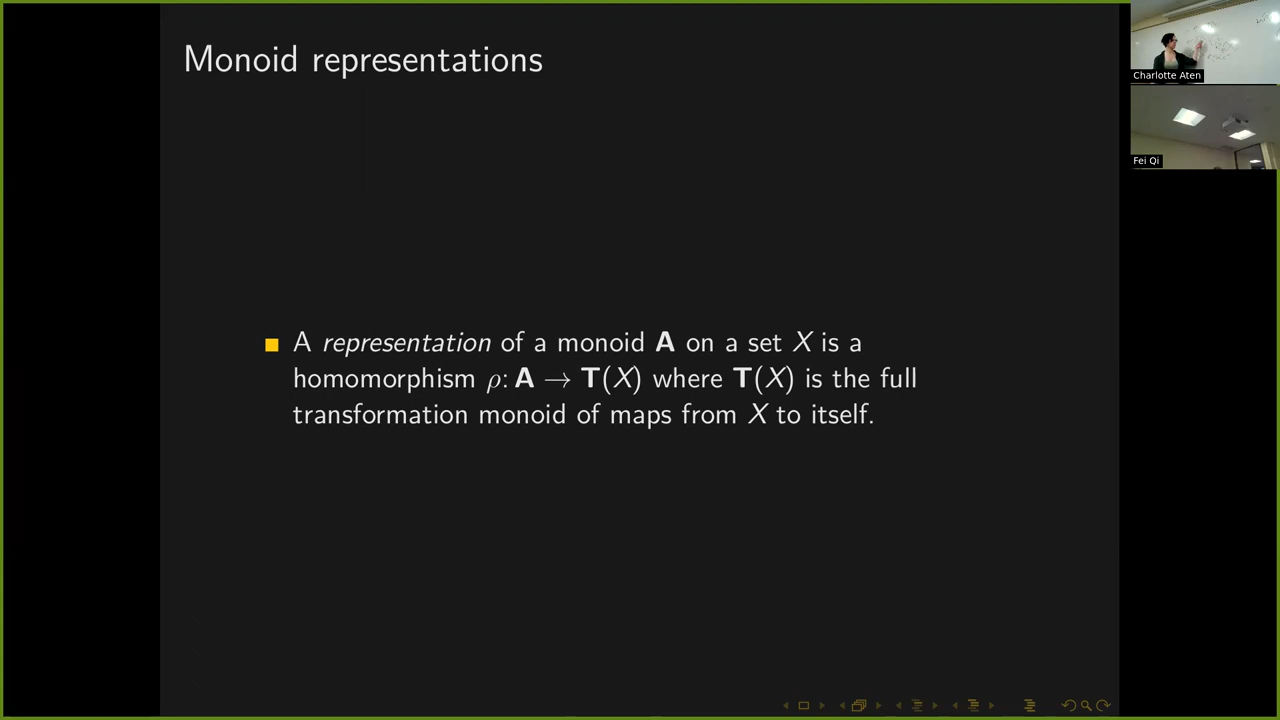 Monoid representations
A representation of a monoid A on a set X is a
homomorphism ρ: A → T(X) where T(X) is the full
transformation monoid of maps from X to itself.
Charlotte Aten
Fei Qi